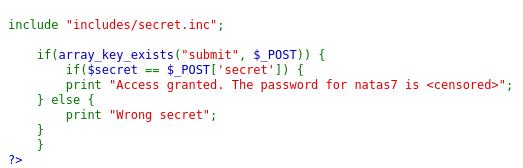 include "includes/secret.inc";
if(array_key_exists("submit", $_POST)) {
if($secret == $_POST['secret']) {
print "Access granted. The password for natas7 is <censored>";
} else {
print "Wrong secret";
}
}
?>